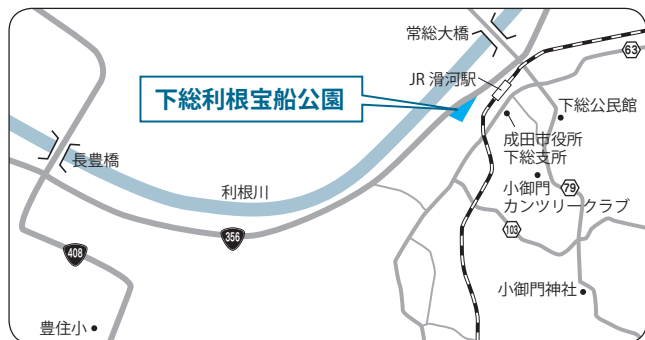 常総大橋
63
JR 滑河駅
下総利根宝船公園
下総公民館
成田市役所
下総支所
長豊橋
小御門
カンツリークラブ
79
利根川
103
356
408
小御門神社
豊住小